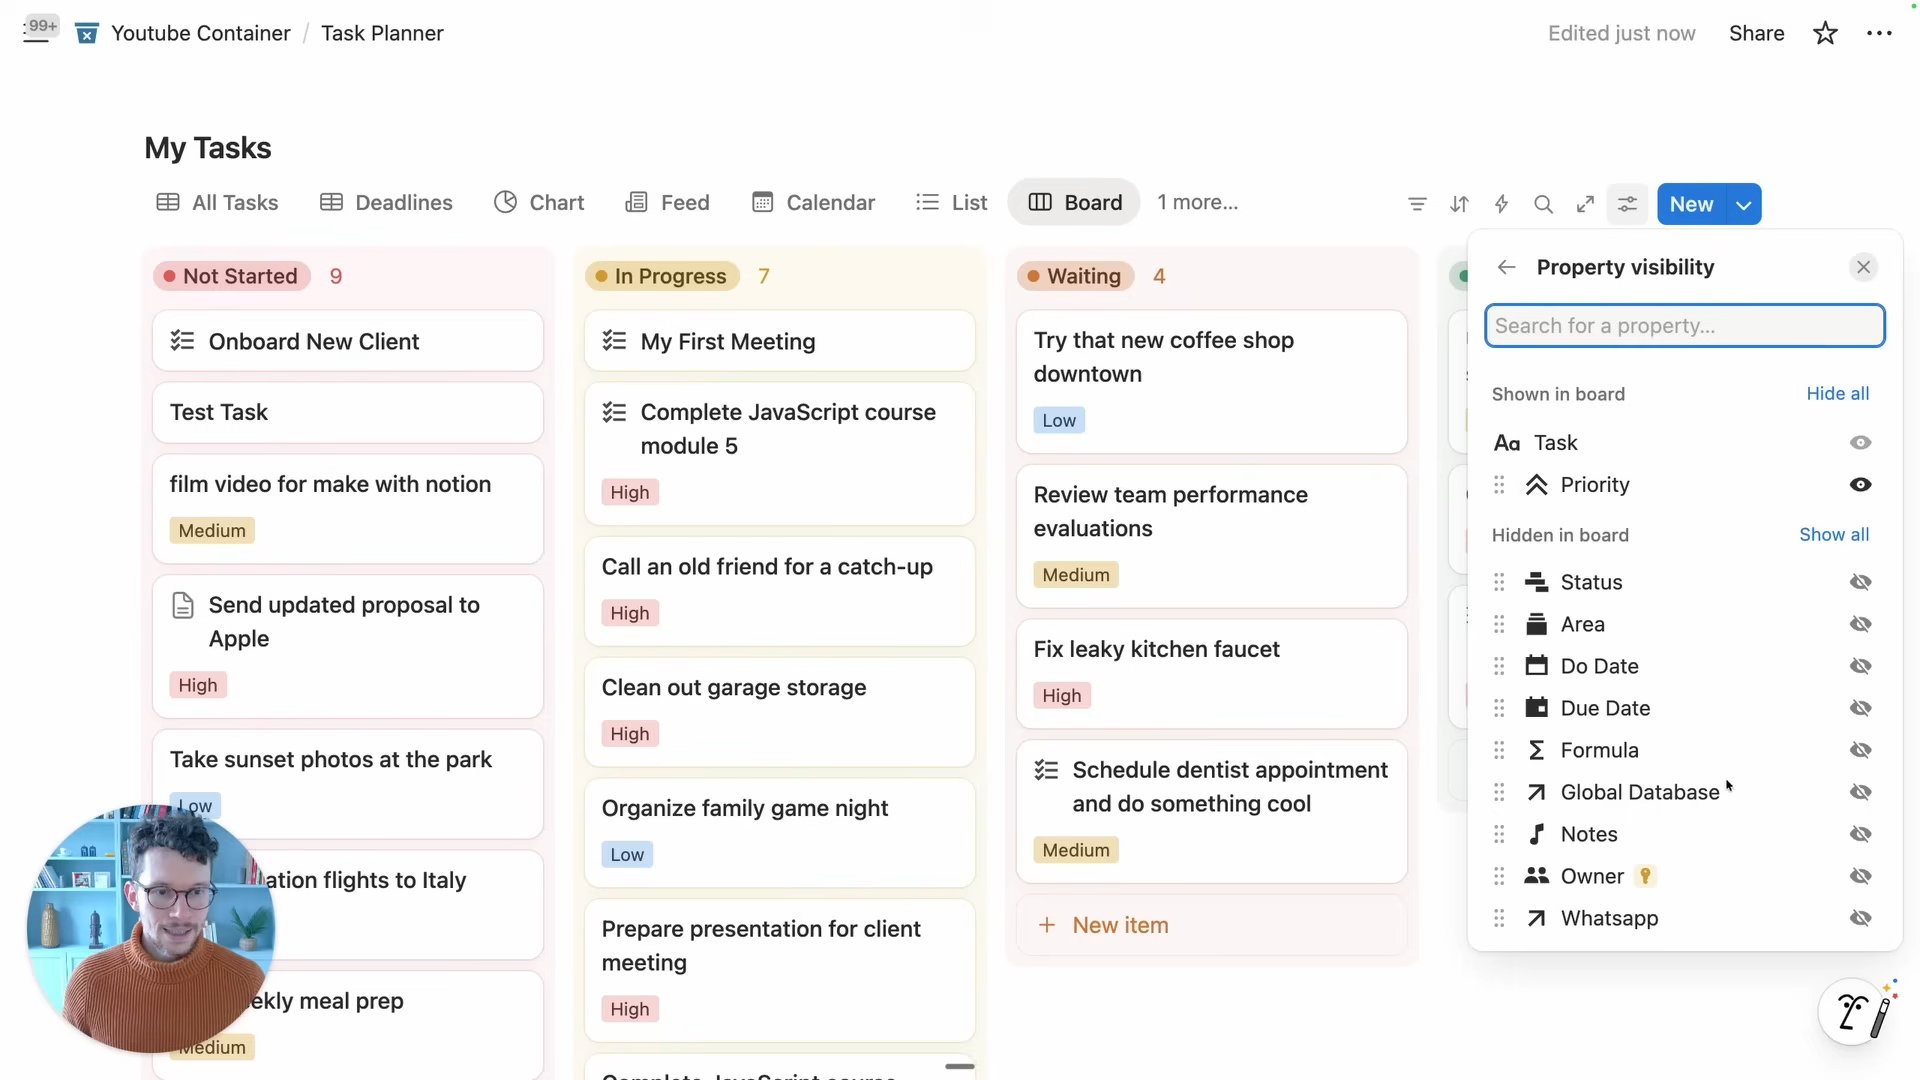 99+
Youtube Container / Task Planner
Edited just now
Share
My Tasks
All Tasks
Deadlines
Chart
Feed
Calendar
List
Board
1 more...
New
Not Started 9
Onboard New Client
Test Task
film video for make with notion
Medium
Send updated proposal to
Apple
High
Take sunset photos at the park
Low
ation flights to Italy
ekly meal prep
Medium
In Progress 7
My First Meeting
Complete JavaScript course
module 5
High
Call an old friend for a catch-up
High
Clean out garage storage
High
Organize family game night
Low
Prepare presentation for client
meeting
High
Complete JavaScript course
Waiting 4
Try that new coffee shop
downtown
Low
Review team performance
evaluations
Medium
Fix leaky kitchen faucet
High
Schedule dentist appointment
and do something cool
Medium
+ New item
Property visibility
Search for a property...
Shown in board
Hide all
Aa Task
Priority
Hidden in board
Show all
Status
Area
Do Date
Due Date
Formula
Global Database
Notes
Owner
Whatsapp